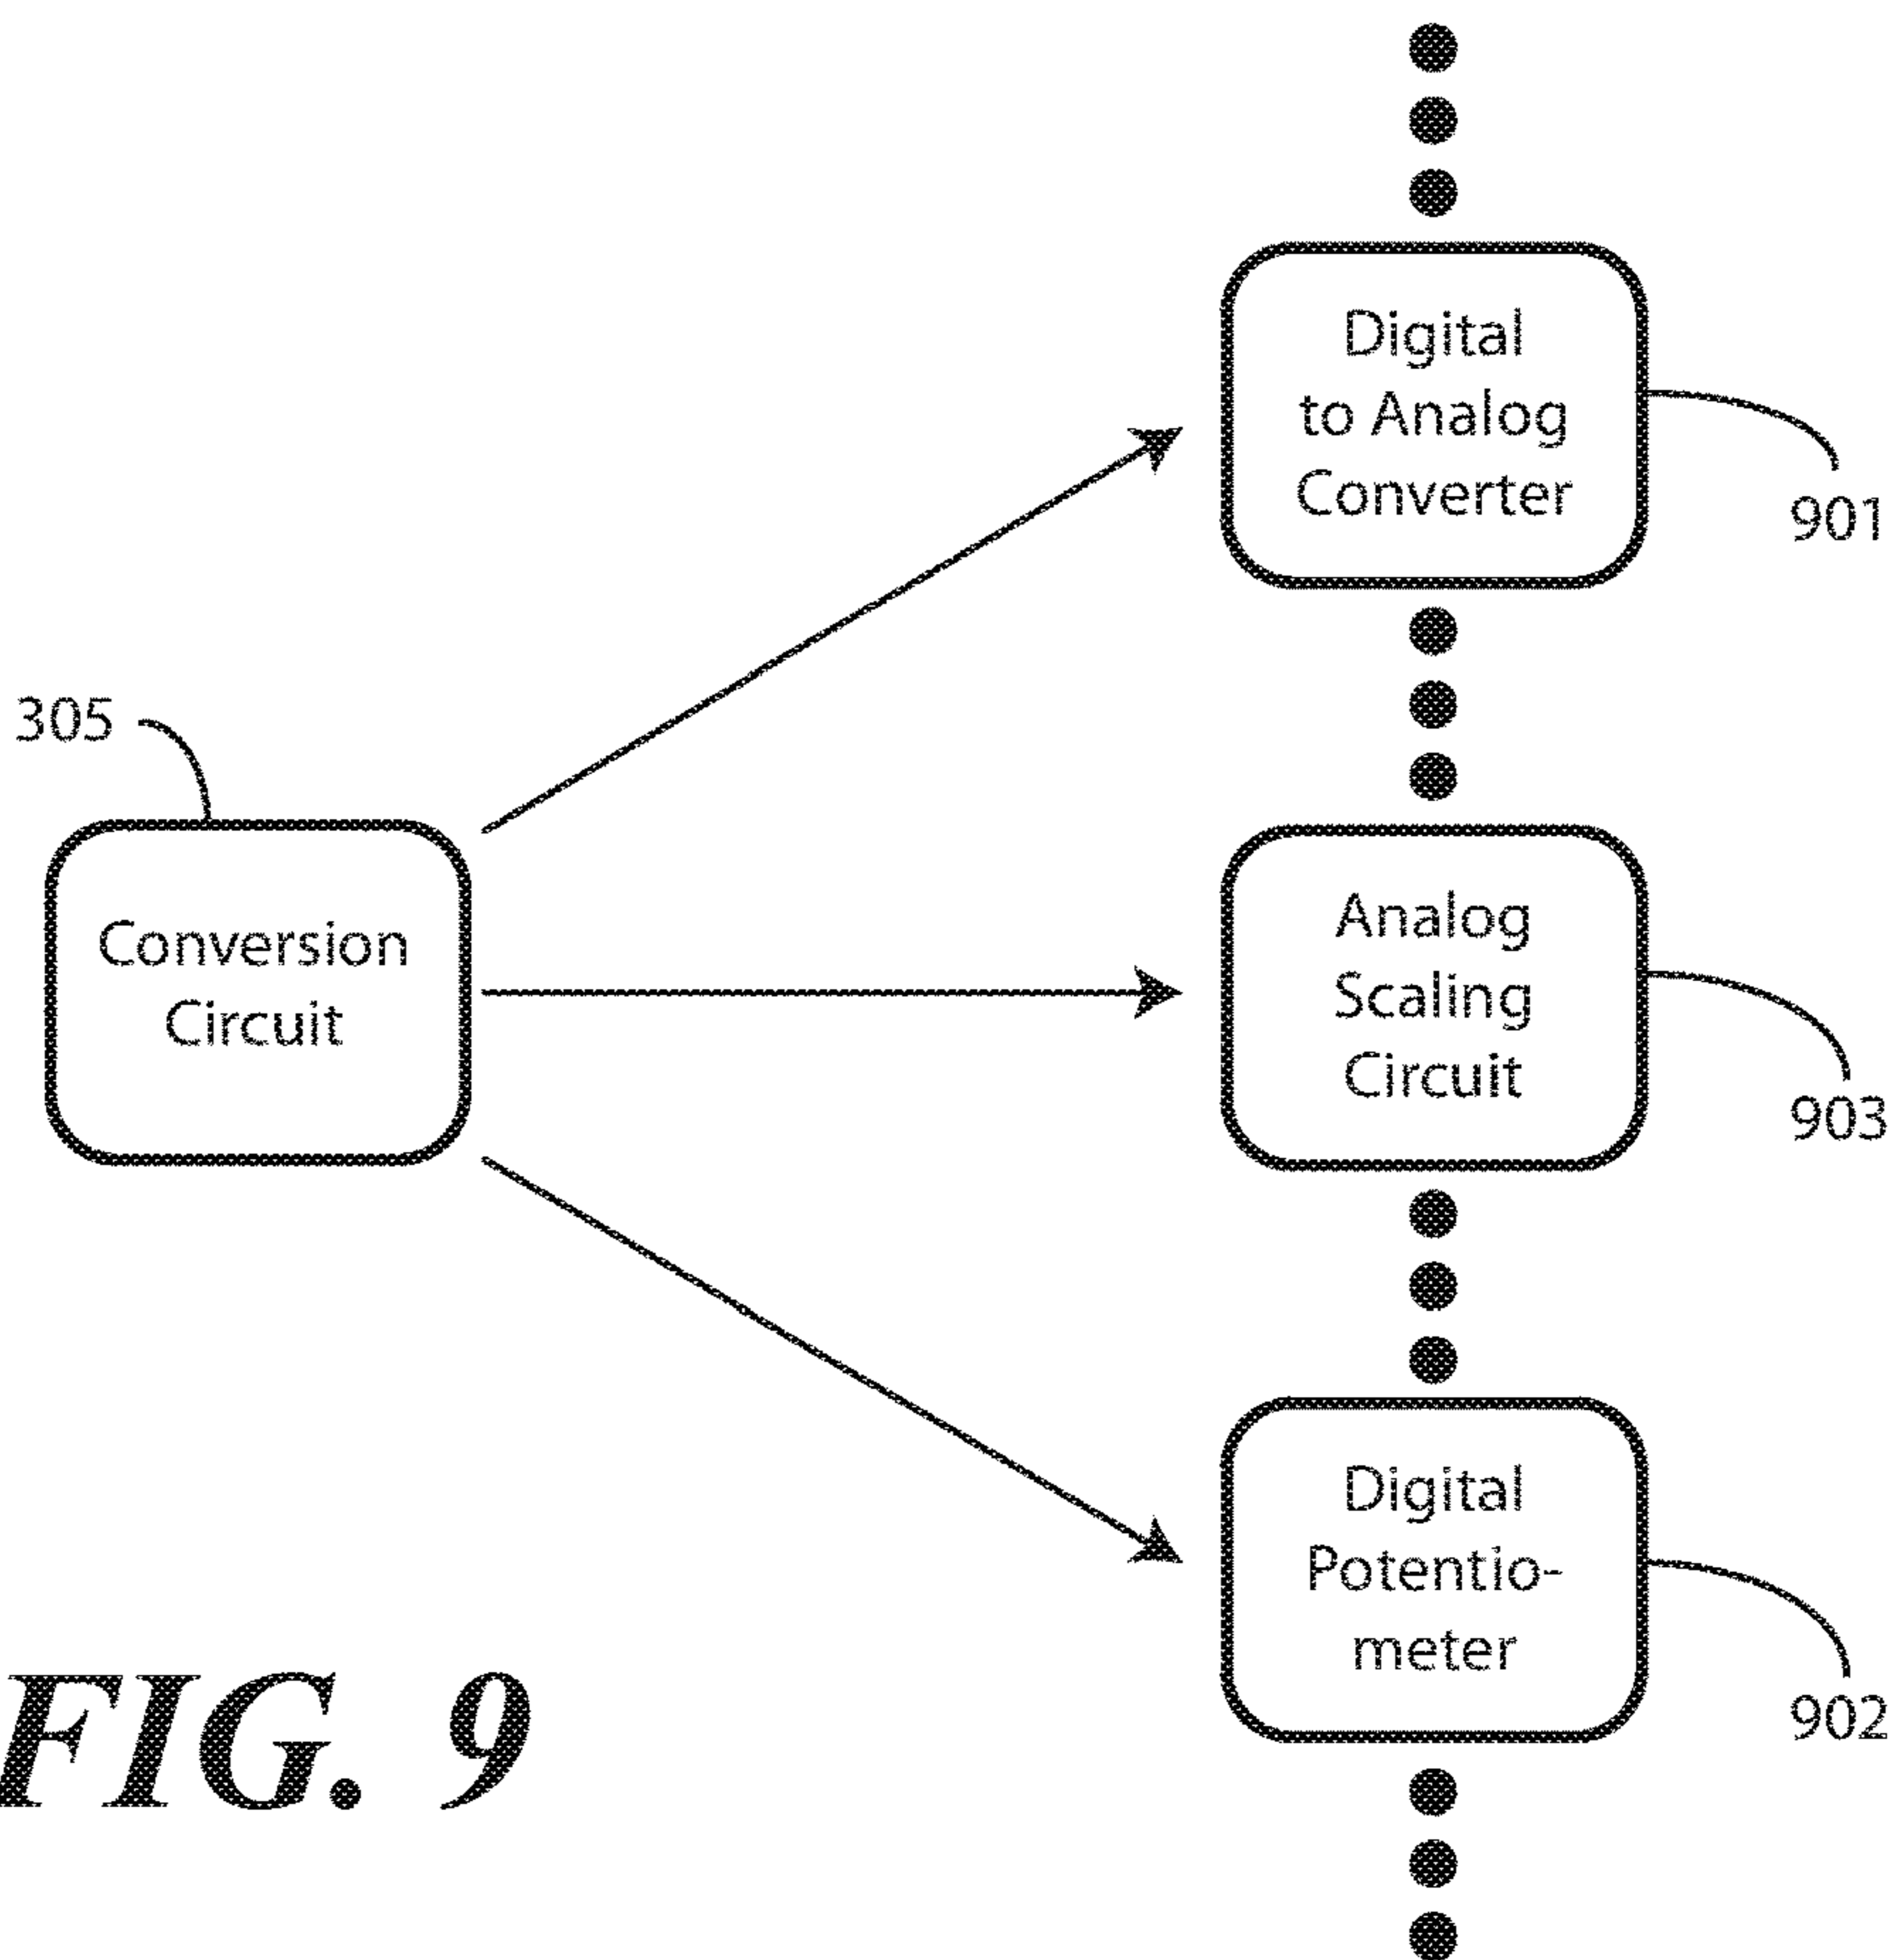 Digital
to Analog
Converter
901
305
Conversion
Circuit
Analog
Scaling
Circuit
903
Digital
Potentio-
meter
902
FIG. 9